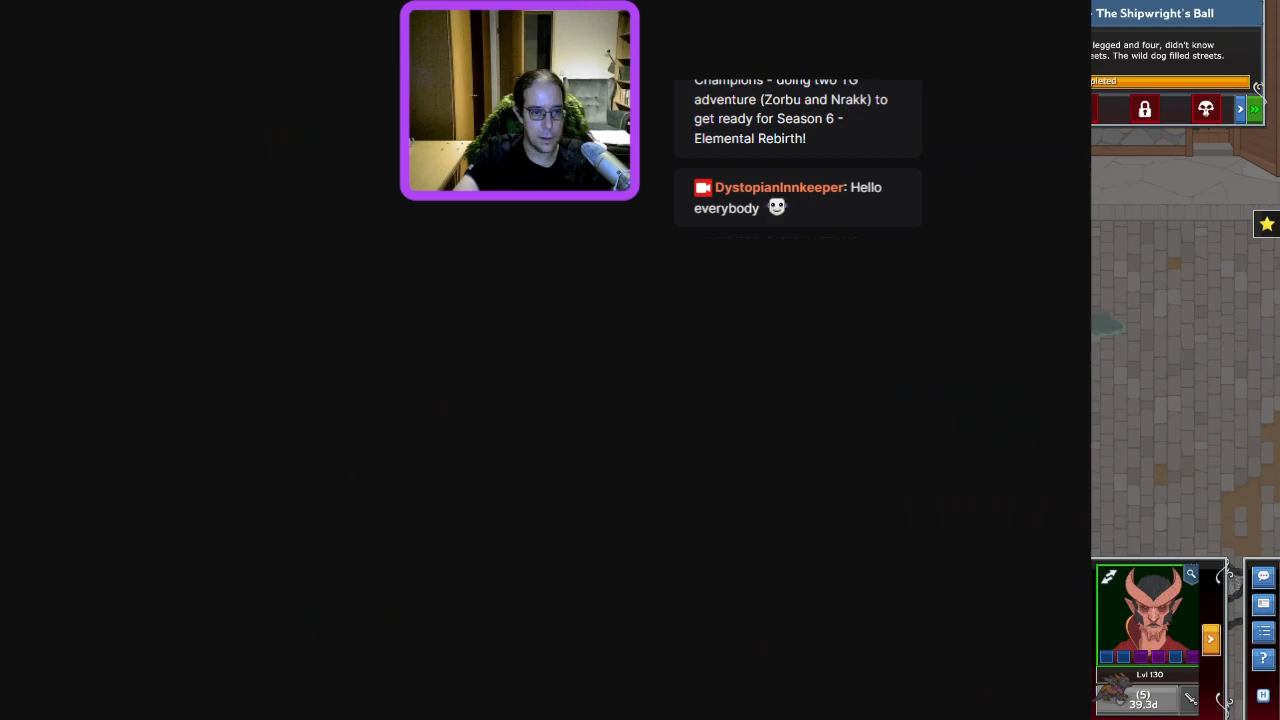 - The Shipwright's Ball
legged and four, didn't know
eets. The wild dog filled streets.
pleted
Champions - doing two TG
adventure (Zorbu and Nrakk) to
get ready for Season 6 -
Elemental Rebirth!
DystopianInnkeeper: Hello
everybody
Lvl 130
(5)
39.3d
?
H